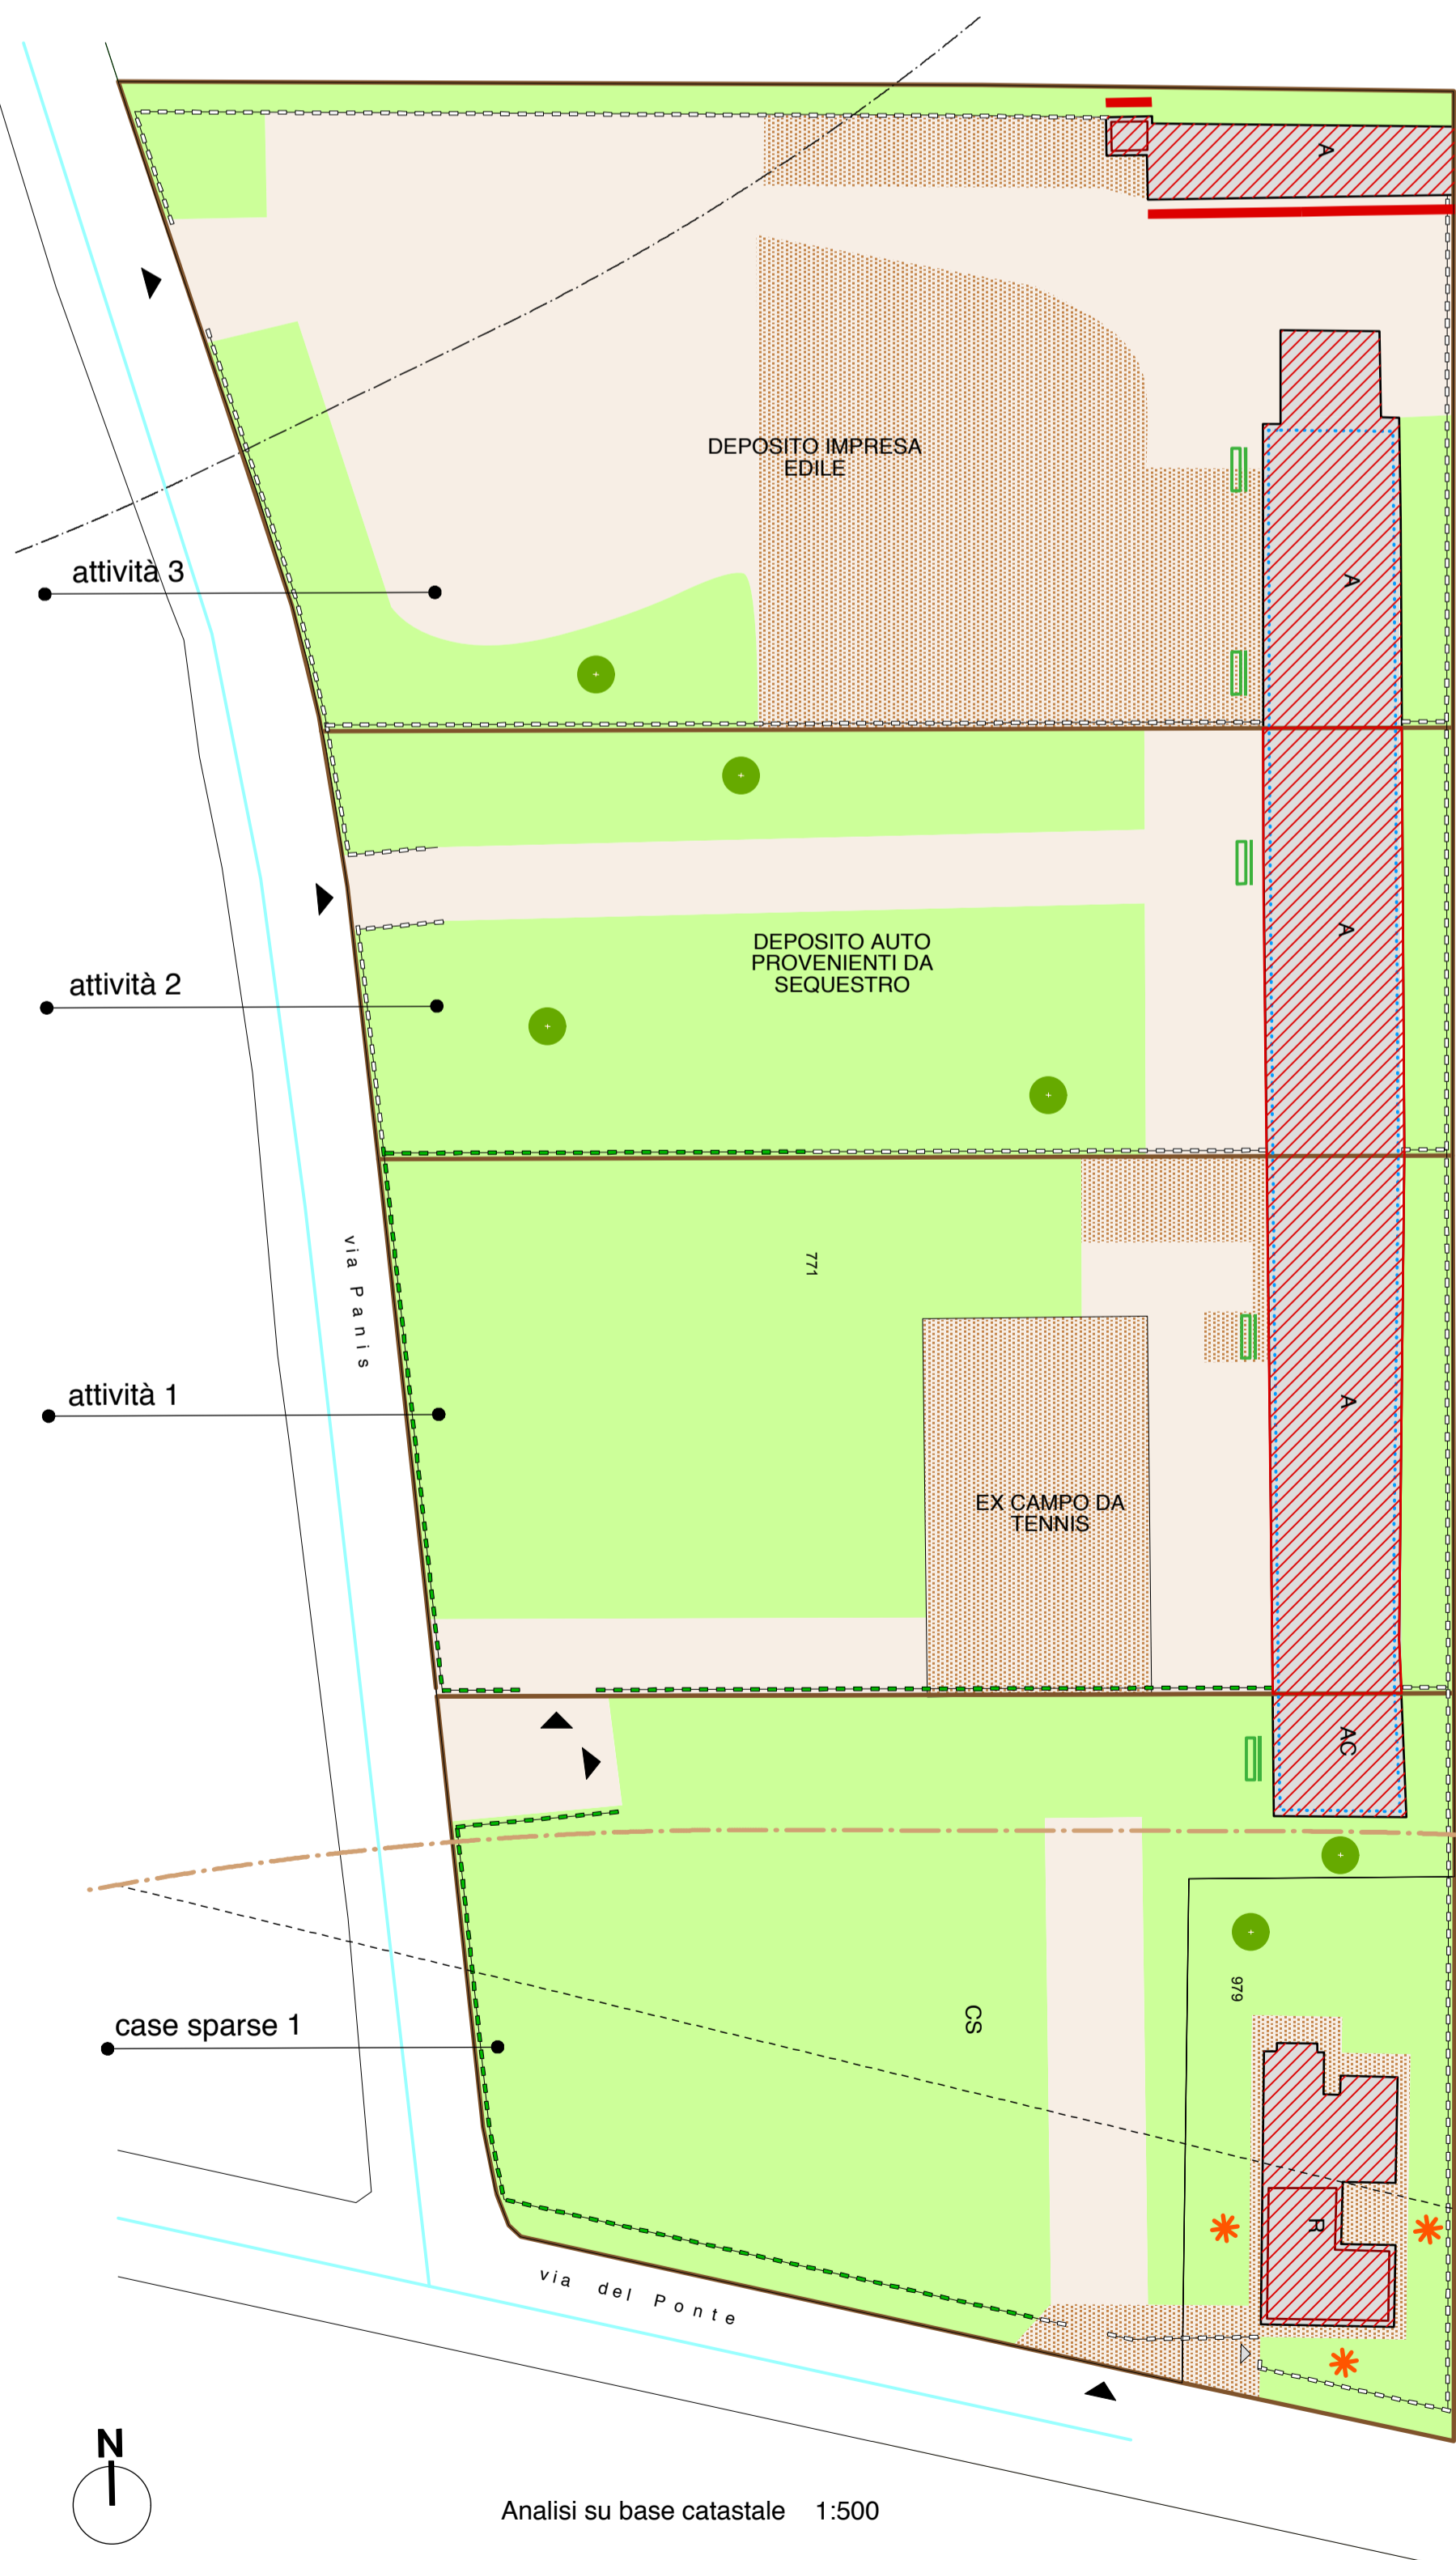 A
DEPOSITO IMPRESA
EDILE
attività 3
A
A
DEPOSITO AUTO
PROVENIENTI DA
SEQUESTRO
attività 2
via Panis
771
attività 1
A
EX CAMPO DA
TENNIS
AC
979
CS
case sparse 1
R
via del Ponte
N
Analisi su base catastale 1:500